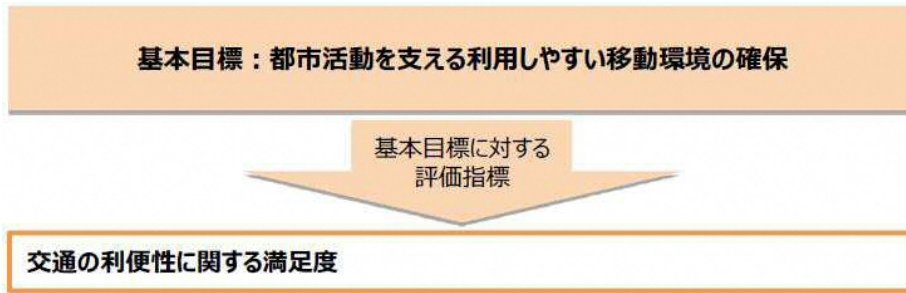 基本目標：都市活動を支える利用しやすい移動環境の確保
基本目標に対する
評価指標
交通の利便性に関する満足度